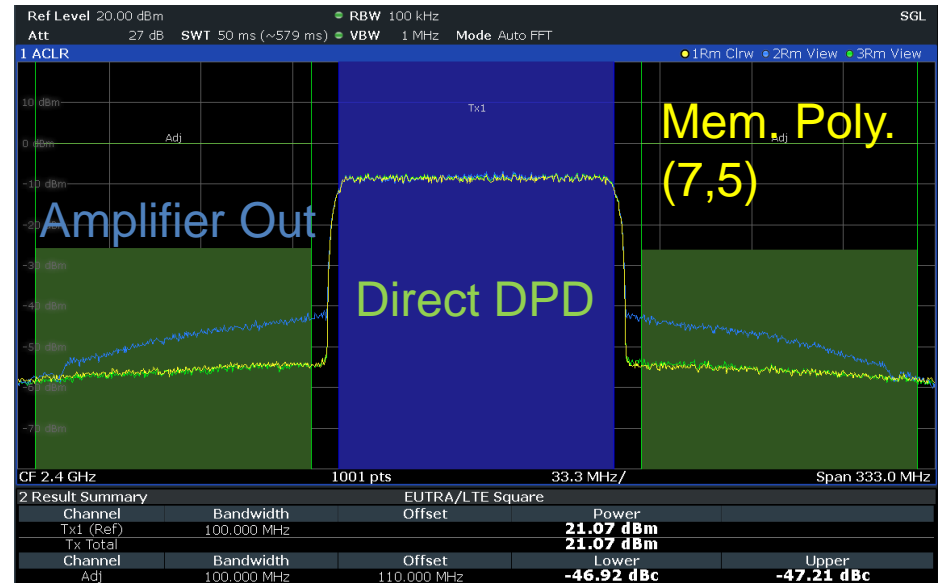 Ref Level 20.00 dBm RBW 100 kHz SGL
Att 27 dB SWT 50 ms (~579 ms) VBW 1 MHz Mode Auto FFT
1 ACLR 1Rm Clrw 2Rm View 3Rm View
10 dBm
Tx1
Mem. Poly.
0 dBm
Adj
Adj
-10 dBm
(7,5)
-20 dBm
Amplifier Out
-30 dBm
Direct DPD
-40 dBm
-50 dBm
-60 dBm
-70 dBm
CF 2.4 GHz 1001 pts 33.3 MHz/ Span 333.0 MHz
2 Result Summary EUTRA/LTE Square
Channel Bandwidth Offset Power
Tx1 (Ref) 100.000 MHz 21.07 dBm
Tx Total 21.07 dBm
Channel Bandwidth Offset Lower Upper
Adj 100.000 MHz 110.000 MHz -46.92 dBc -47.21 dBc